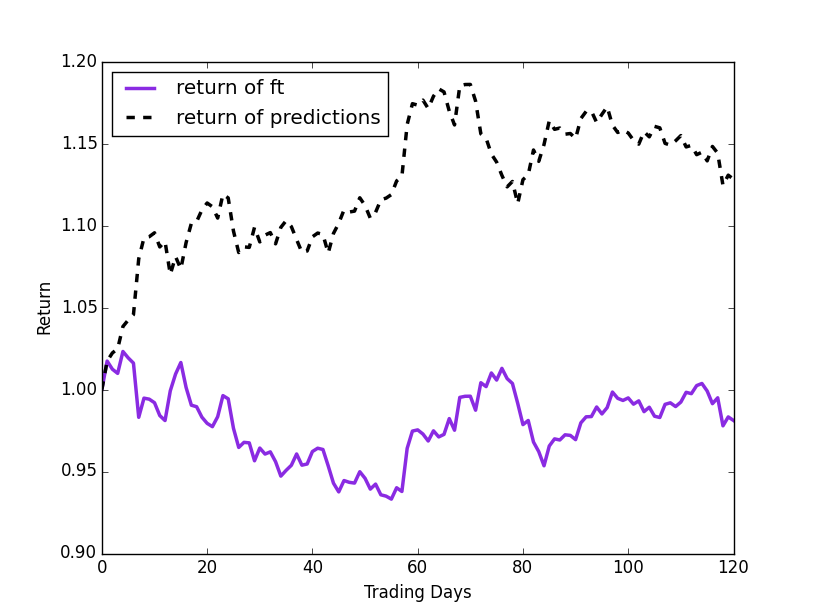 return of ft
return of predictions
1.20
1.15
1.10
1.05
1.00
0.95
0.90
Return
0 20 40 60 80 100 120
Trading Days